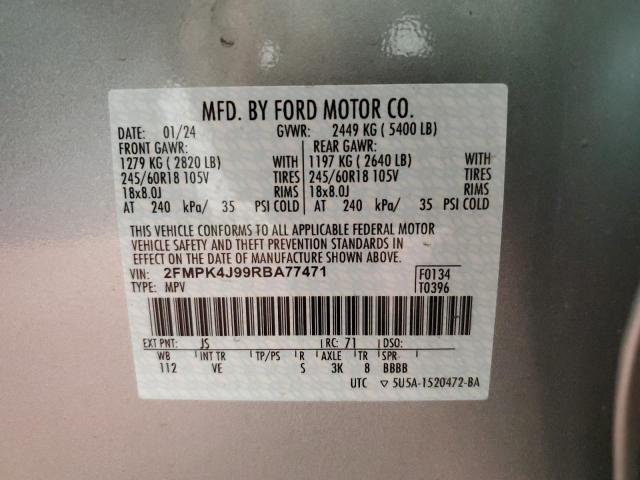 MFD. BY FORD MOTOR CO.
DATE: 01/24 GVWR: 2449 KG ( 5400 LB)
FRONT GAWR: REAR GAWR:
1279 KG ( 2820 LB) WITH 1197 KG ( 2640 LB) WITH
245/60R18 105V TIRES 245/60R18 105V TIRES
18x8.0J RIMS 18x8.0J RIMS
AT 240 kPa/ 35 PSI COLD AT 240 kPa/ 35 PSI COLD
THIS VEHICLE CONFORMS TO ALL APPLICABLE FEDERAL MOTOR
VEHICLE SAFETY AND THEFT PREVENTION STANDARDS IN
EFFECT ON THE DATE OF MANUFACTURE SHOWN ABOVE.
VIN: 2FMPK4J99RBA77471 F0134
TYPE: MPV T0396
EXT PNT: JS RC: 71 DSO:
WB INT TR TP/PS R AXLE TR SPR
112 VE S 3K 8 BBBB
UTC ▽ 5U5A-1520472-BA